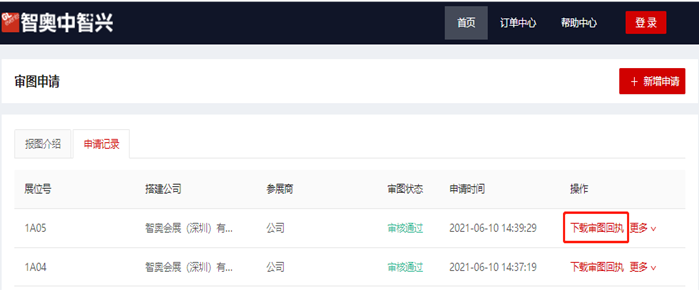 智奥中智兴 首页 订单中心 帮助中心 登 录
审图申请 + 新增申请
报图介绍 申请记录
展位号 搭建公司 参展商 审图状态 申请时间 操作
1A05 智奥会展（深圳）有... 公司 审核通过 2021-06-10 14:39:29 下载审图回执 更多
1A04 智奥会展（深圳）有... 公司 审核通过 2021-06-10 14:37:19 下载审图回执 更多